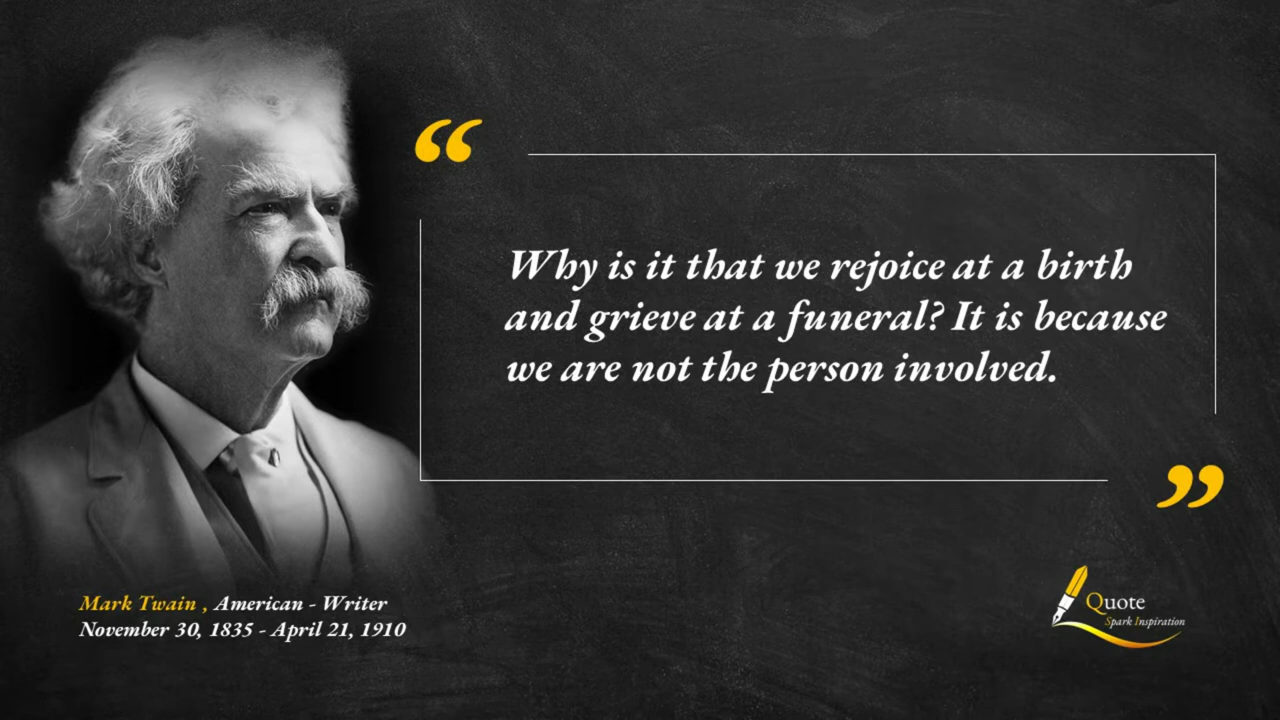 “
Why is it that we rejoice at a birth
and grieve at a funeral? It is because
we are not the person involved.
”
Mark Twain , American - Writer
November 30, 1835 - April 21, 1910
Quote
Spark Inspiration